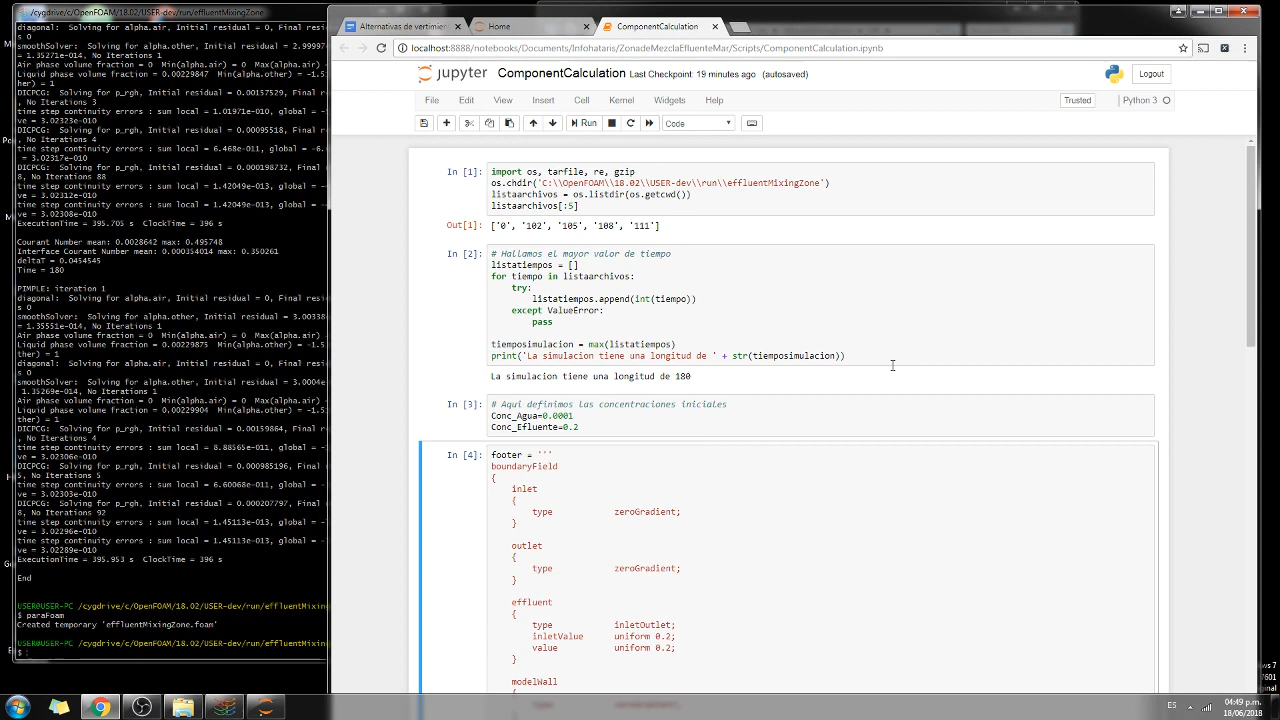 /cygdrive/c/OpenFOAM/18.02/USER-dev/run/effluentMixingZone
diagonal:  Solving for alpha.air, Initial residual = 0, Final
s 0
smoothSolver:  Solving for alpha.other, Initial residual = 2.99997
1.35271e-014, No Iterations 1
Air phase volume fraction = 0  Min(alpha.air) 0  Max(alpha.air)
Liquid phase volume fraction = 0.00229847  Min(alpha.other) = -1.5
ther) = 1
DICPCG:  Solving for p_rgh, Initial residual = 0.00157529, Final
, No Iterations 3
time step continuity errors : sum local = 1.01971e-010, global =
ve = 3.02323e-010
DICPCG:  Solving for p_rgh, Initial residual = 0.00095518, Final
, No Iterations 4
time step continuity errors : sum local = 6.468e-011, global = -6.
= 3.02317e-010
DICPCG:  Solving for p_rgh, Initial residual = 0.000198732, Final
, No Iterations 88
time step continuity errors : sum local = 1.42049e-013, global = -
ve = 3.02312e-010
time step continuity errors : sum local = 1.42049e-013, global = -
ve = 3.02308e-010
ExecutionTime = 395.705 s  ClockTime = 396 s
Courant Number mean: 0.0028642 max: 0.495748
Interface Courant Number mean: 0.000354014 max: 0.350261
deltaT = 0.0454545
Time = 180
PIMPLE: iteration 1
diagonal:  Solving for alpha.air, Initial residual = 0, Final
s 0
smoothSolver:  Solving for alpha.other, Initial residual = 3.00338
1.35551e-014, No Iterations 1
Air phase volume fraction = 0  Min(alpha.air) 0  Max(alpha.air)
Liquid phase volume fraction = 0.00229875  Min(alpha.other) = -1.5
ther) = 1
diagonal:  Solving for alpha.air, Initial residual = 0, Final
s 0
smoothSolver:  Solving for alpha.other, Initial residual = 3.0004e
1.35269e-014, No Iterations 1
Air phase volume fraction = 0  Min(alpha.air) 0  Max(alpha.air)
Liquid phase volume fraction = 0.00229904  Min(alpha.other) = -1.5
ther) = 1
DICPCG:  Solving for p_rgh, Initial residual = 0.00159864, Final
, No Iterations 4
time step continuity errors : sum local = 8.88565e-011, global = -
ve = 3.02306e-010
DICPCG:  Solving for p_rgh, Initial residual = 0.000985196, Final
5, No Iterations 5
time step continuity errors : sum local = 6.60068e-011, global = -
ve = 3.02303e-010
DICPCG:  Solving for p_rgh, Initial residual = 0.000207797, Final
8, No Iterations 92
time step continuity errors : sum local = 1.45113e-013, global = -
ve = 3.02296e-010
time step continuity errors : sum local = 1.45113e-013, global = -
ve = 3.02289e-010
ExecutionTime = 395.953 s  ClockTime = 396 s
End
USER@USER-PC /cygdrive/c/OpenFOAM/18.02/USER-dev/run/effluentMixin
$ paraFoam
Created temporary 'effluentMixingZone.foam'
USER@USER-PC /cygdrive/c/OpenFOAM/18.02/USER-dev/run/effluentMixin
$
Alternativas de vertimien
Home
ComponentCalculation
localhost:8888/notebooks/Documents/Infohataris/ZonadeMezclaEfluenteMar/Scripts/ComponentCalculation.ipynb
jupyter ComponentCalculation Last Checkpoint: 19 minutes ago (autosaved)
Logout
File Edit View Insert Cell Kernel Widgets Help
Trusted
Python 3
Run
Code
In [1]: import os, tarfile, re, gzip
os.chdir('C:\\OpenFOAM\\18.02\\USER-dev\\run\\effluentMixingZone')
listaarchivos = os.listdir(os.getcwd())
listaarchivos[:5]
Out[1]: ['0', '102', '105', '108', '111']
In [2]: # Hallamos el mayor valor de tiempo
listatiempos = []
for tiempo in listaarchivos:
try:
listatiempos.append(int(tiempo))
except ValueError:
pass
tiemposimulacion = max(listatiempos)
print('La simulacion tiene una longitud de ' + str(tiemposimulacion))
La simulacion tiene una longitud de 180
In [3]: # Aquí definimos las concentraciones iniciales
Conc_Agua=0.0001
Conc_Efluente=0.2
In [4]: footer = '''
boundaryField
{
inlet
{
type zeroGradient;
}
outlet
{
type zeroGradient;
}
effluent
{
type inletOutlet;
inletValue uniform 0.2;
value uniform 0.2;
}
modelWall
ES
04:49 p.m.
18/06/2018